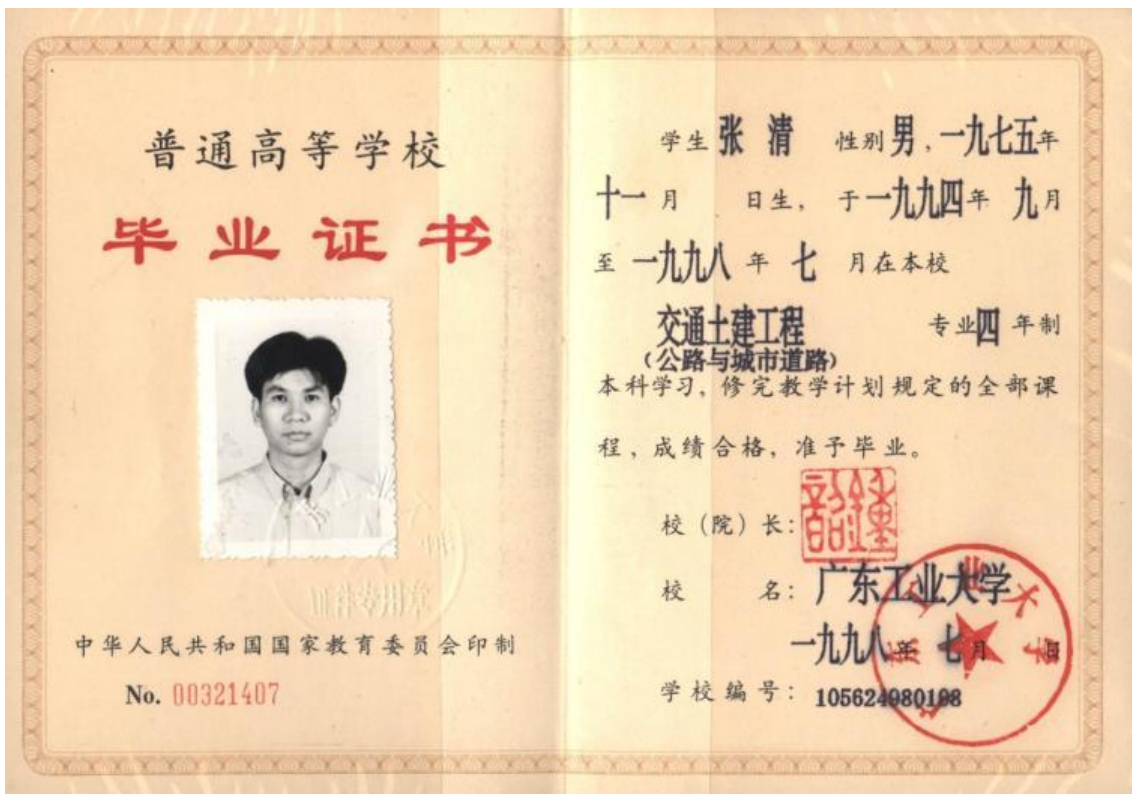 普通高等学校
毕业证书
中华人民共和国国家教育委员会印制
No. 00321407
学生 张清 性别 男，一九七五年
十一月 日生，于一九九四年 九月
至 一九九八 年 七 月在本校
交通土建工程 专业四 年制
（公路与城市道路）
本科学习，修完教学计划规定的全部课
程，成绩合格，准予毕业。
校（院）长：
校 名：广东工业大学
一九九八年 七月 日
学校编号：105624980198